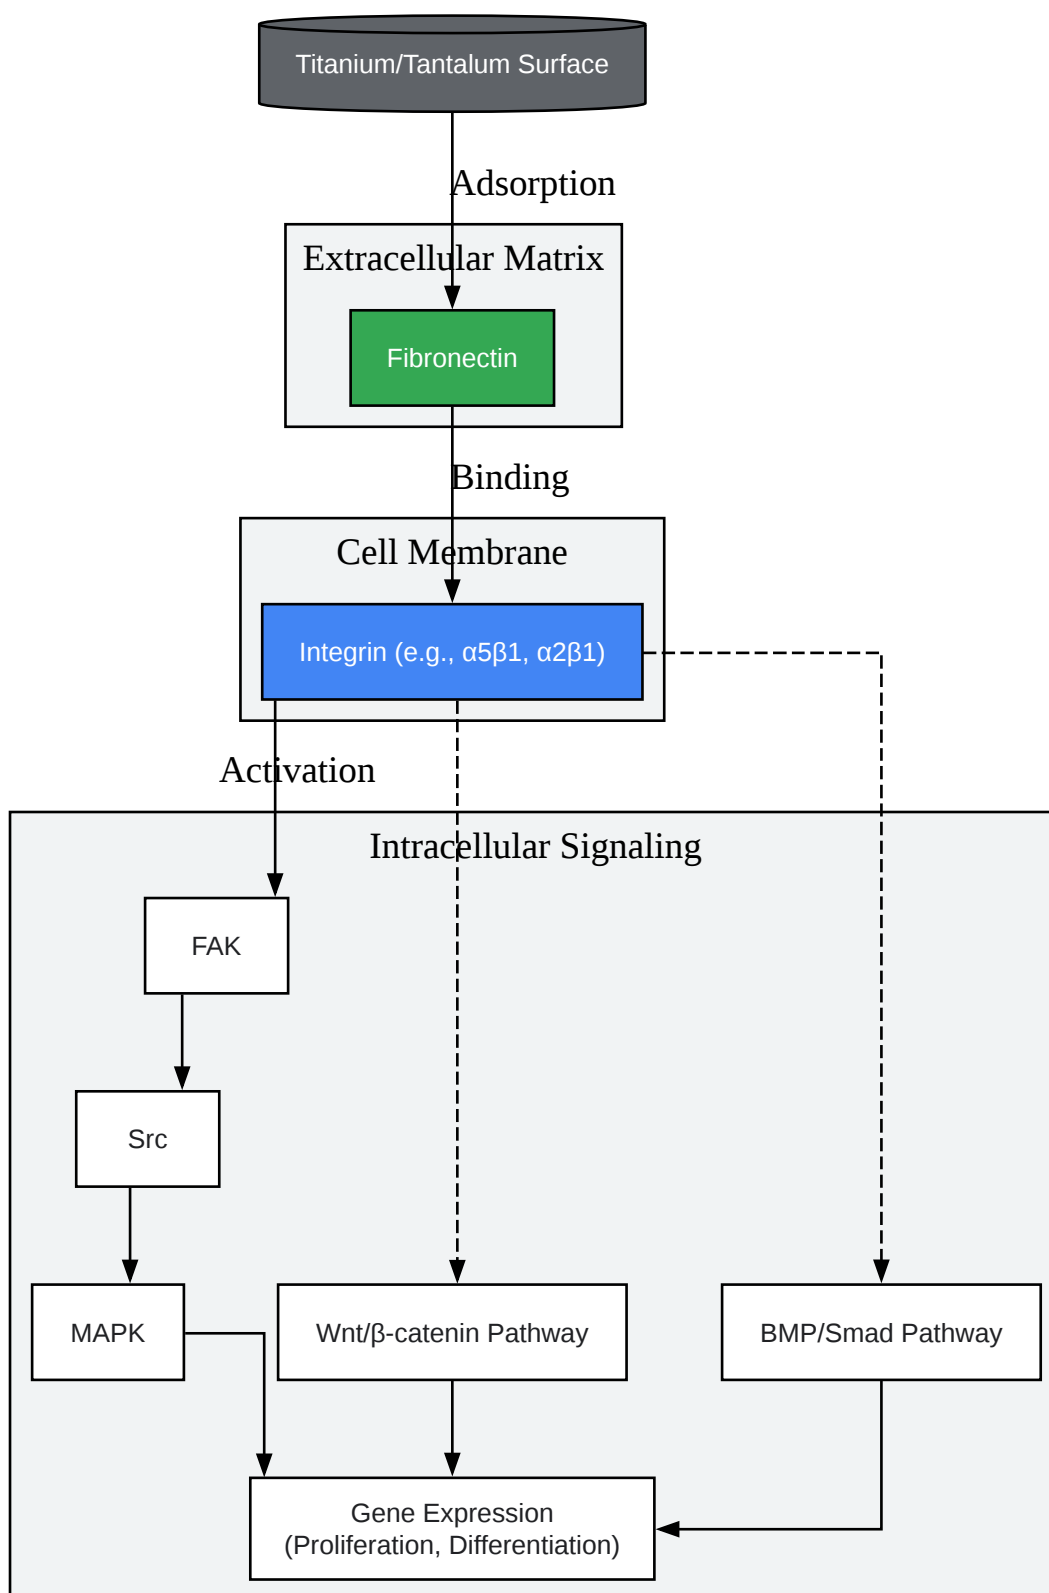 Titanium/Tantalum Surface
Adsorption
Extracellular Matrix
Fibronectin
Binding
Cell Membrane
Integrin (e.g., α5β1, α2β1)
Activation
Intracellular Signaling
FAK
Src
MAPK
Wnt/β-catenin Pathway
BMP/Smad Pathway
Gene Expression
(Proliferation, Differentiation)